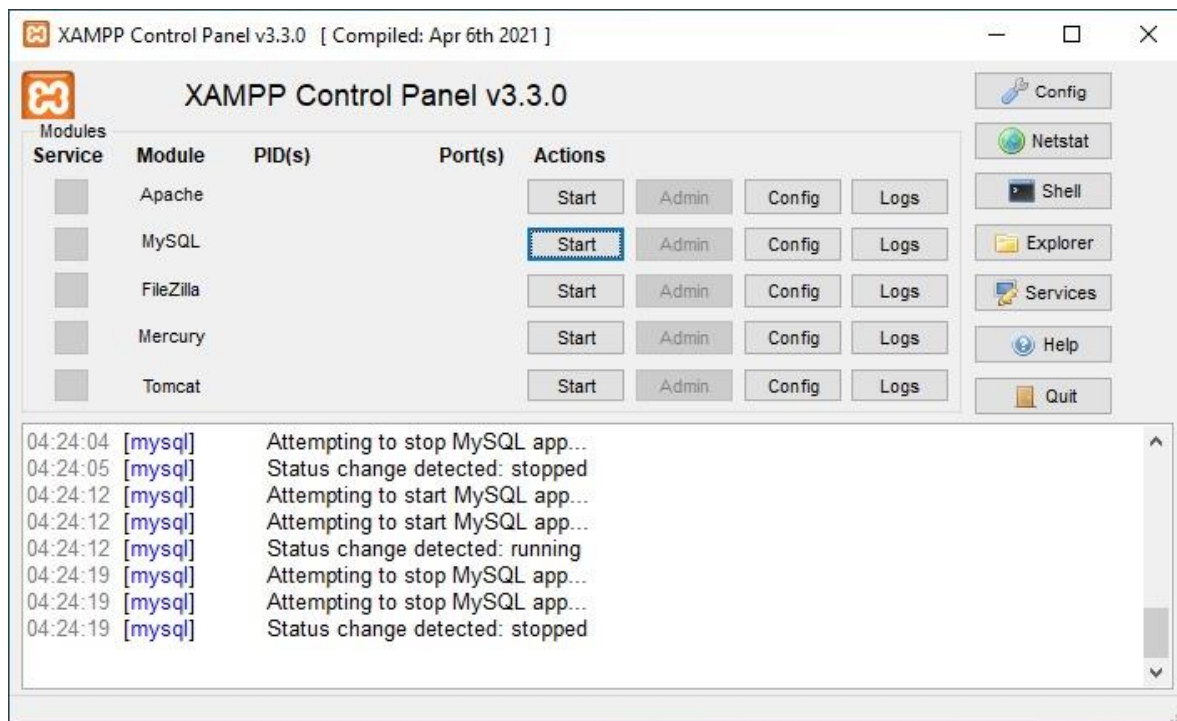 XAMPP Control Panel v3.3.0 [ Compiled: Apr 6th 2021 ]
XAMPP Control Panel v3.3.0
Config
Netstat
Shell
Explorer
Services
Help
Quit
Modules
Service Module PID(s) Port(s) Actions
Apache Start Admin Config Logs
MySQL Start Admin Config Logs
FileZilla Start Admin Config Logs
Mercury Start Admin Config Logs
Tomcat Start Admin Config Logs
04:24:04 [mysql] Attempting to stop MySQL app...
04:24:05 [mysql] Status change detected: stopped
04:24:12 [mysql] Attempting to start MySQL app...
04:24:12 [mysql] Attempting to start MySQL app...
04:24:12 [mysql] Status change detected: running
04:24:19 [mysql] Attempting to stop MySQL app...
04:24:19 [mysql] Attempting to stop MySQL app...
04:24:19 [mysql] Status change detected: stopped